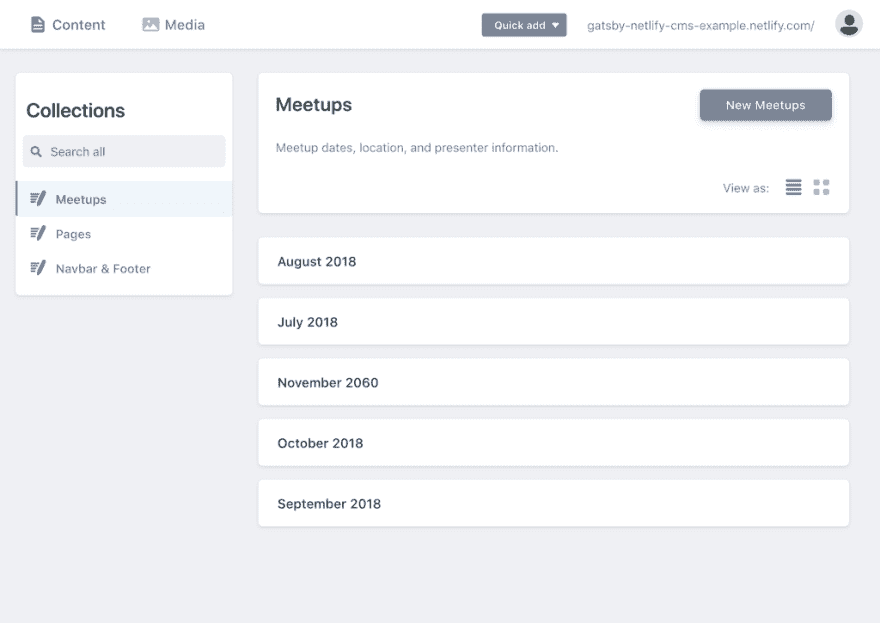 Content
Media
Quick add
gatsby-netlify-cms-example.netlify.com/
Collections
Search all
Meetups
Pages
Navbar & Footer
Meetups
New Meetups
Meetup dates, location, and presenter information.
View as:
August 2018
July 2018
November 2060
October 2018
September 2018